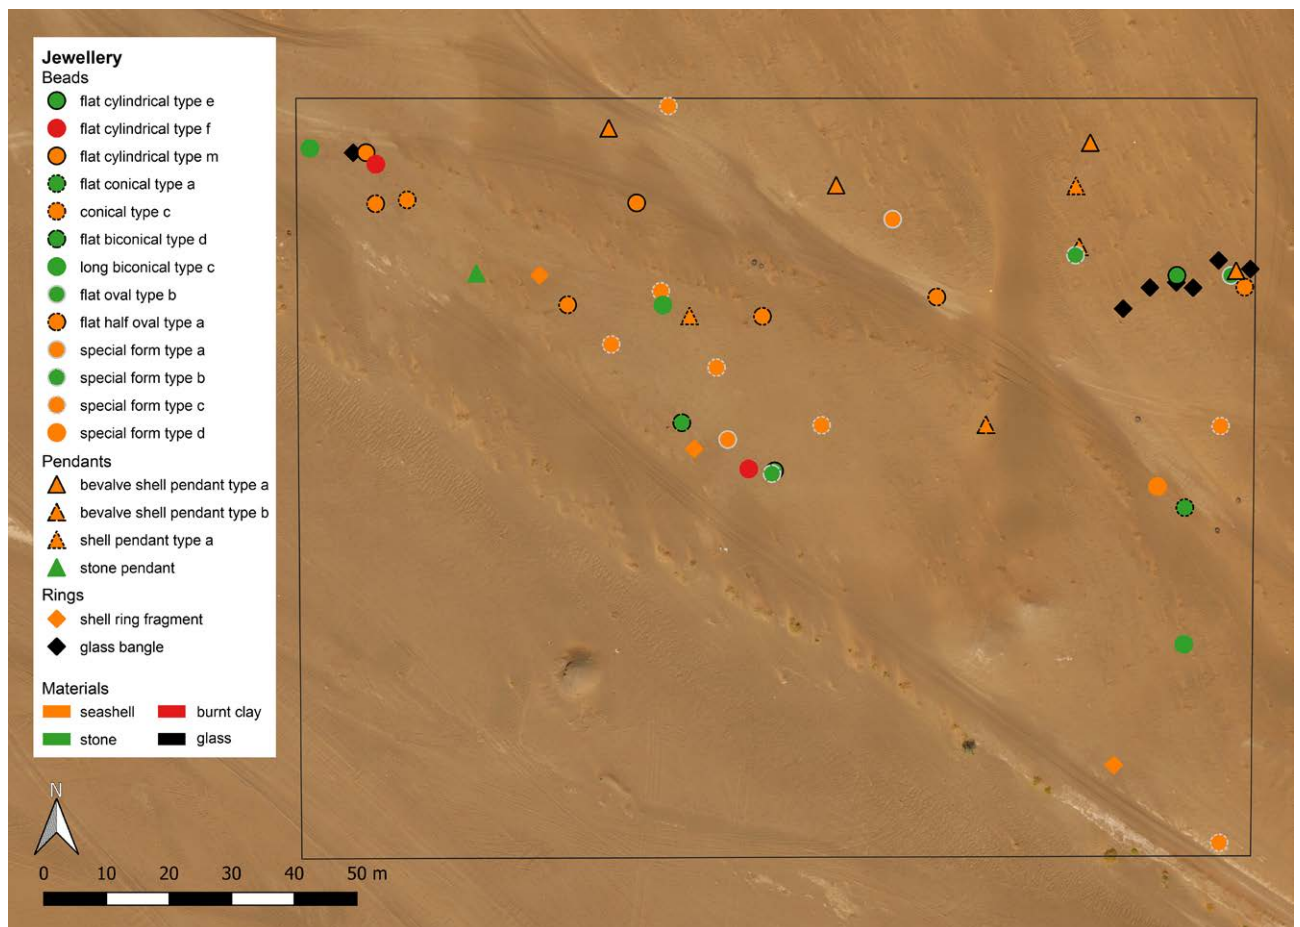 Jewellery
Beads
flat cylindrical type e
flat cylindrical type f
flat cylindrical type m
flat conical type a
conical type c
flat biconical type d
long biconical type c
flat oval type b
flat half oval type a
special form type a
special form type b
special form type c
special form type d
Pendants
bevalve shell pendant type a
bevalve shell pendant type b
shell pendant type a
stone pendant
Rings
shell ring fragment
glass bangle
Materials
seashell burnt clay
stone glass
N
0 10 20 30 40 50 m